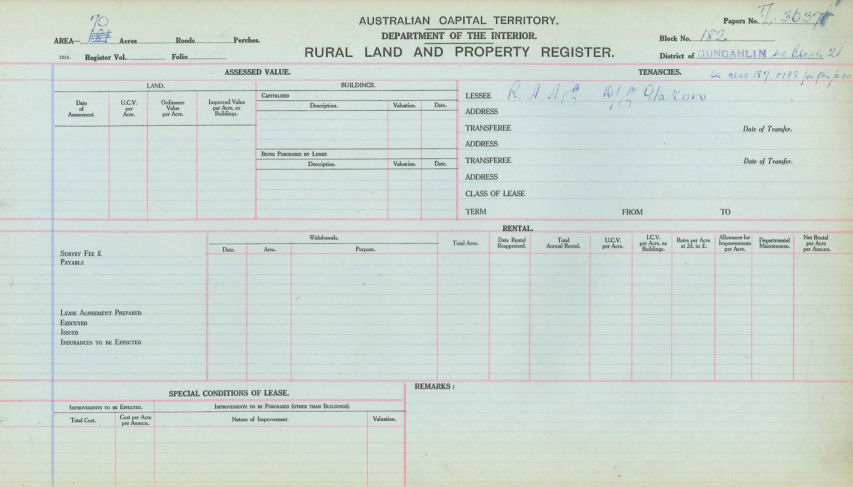 AUSTRALIAN CAPITAL TERRITORY.
DEPARTMENT OF THE INTERIOR.
RURAL LAND AND PROPERTY REGISTER.
70
AREA— Acres Roods Perches.
1214. Register Vol. Folio
Papers No.
Block No. 182
District of GUNGAHLIN
ASSESSED VALUE.
TENANCIES.
LAND.
BUILDINGS.
Date of Assessment.
U.C.V. per Acre.
Ordinance Value per Acre.
Improved Value per Acre, ex Buildings.
CAPITALIZED
Description. Valuation. Date.
BEING PURCHASED BY LESSEE
Description. Valuation. Date.
LESSEE
ADDRESS
TRANSFEREE Date of Transfer.
ADDRESS
TRANSFEREE Date of Transfer.
ADDRESS
CLASS OF LEASE
TERM FROM TO
RENTAL.
SURVEY FEE £
PAYABLE
LEASE AGREEMENT PREPARED
EXECUTED
ISSUED
INSURANCES TO BE EFFECTED
Withdrawals.
Date. Area. Purpose.
Total Area.
Date Rental Reappraised.
Total Annual Rental.
U.C.V. per Acre.
I.C.V. per Acre, ex Buildings.
Rates per Acre at 2d. in £.
Allowance for Improvements per Acre.
Departmental Maintenance.
Net Rental per Acre per Annum.
SPECIAL CONDITIONS OF LEASE.
REMARKS :
IMPROVEMENTS TO BE EFFECTED.
IMPROVEMENTS TO BE PURCHASED (OTHER THAN BUILDINGS).
Total Cost.
Cost per Acre per Annum.
Nature of Improvement.
Valuation.